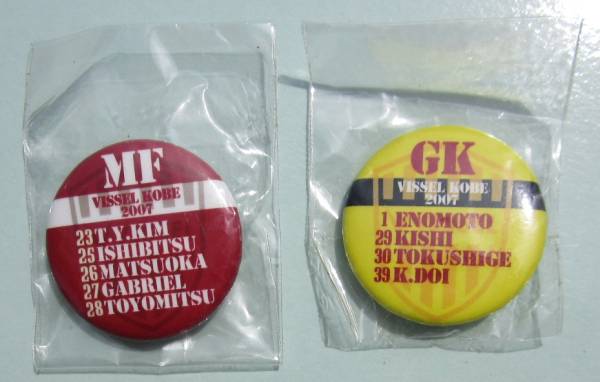 MF
VISSEL KOBE
2007
23 T.Y.KIM
25 ISHIBITSU
26 MATSUOKA
27 GABRIEL
28 TOYOMITSU
GK
VISSEL KOBE
2007
1 ENOMOTO
29 KISHI
30 TOKUSHIGE
39 K.DOI